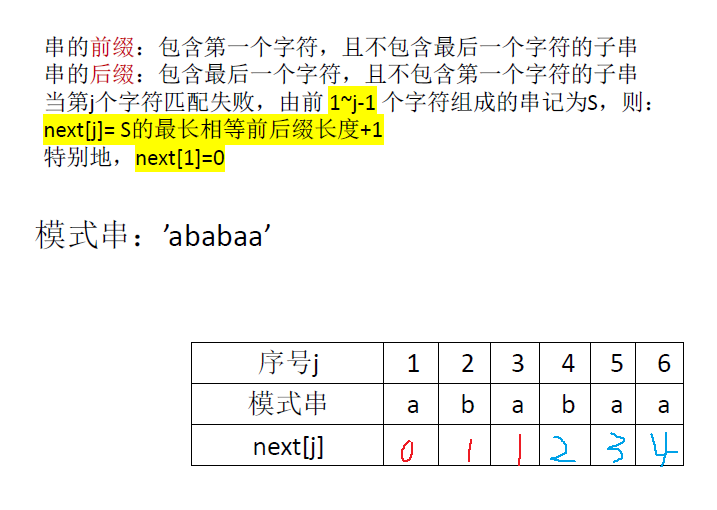 串的前缀：包含第一个字符，且不包含最后一个字符的子串
串的后缀：包含最后一个字符，且不包含第一个字符的子串
当第j个字符匹配失败，由前 1~j-1 个字符组成的串记为S，则：
next[j]= S的最长相等前后缀长度+1
特别地，next[1]=0
模式串：’ababaa’
序号j 1 2 3 4 5 6
模式串 a b a b a a
next[j] 0 1 1 2 3 4